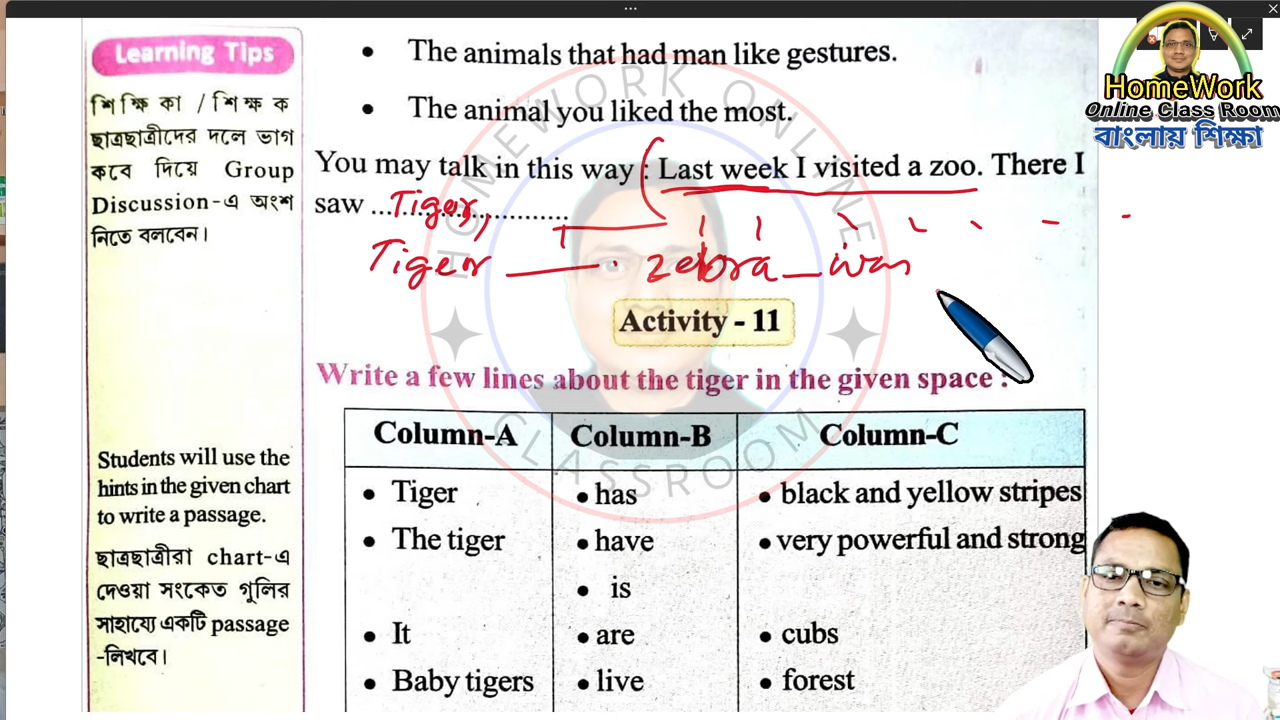 Learning Tips
শিক্ষিকা / শিক্ষক
ছাত্রছাত্রীদের দলে ভাগ
করে দিয়ে Group
Discussion-এ অংশ
নিতে বলবেন।
Students will use the
hints in the given chart
to write a passage.
ছাত্রছাত্রীরা chart-এ
দেওয়া সংকেত গুলির
সাহায্যে একটি passage
-লিখবে।
• The animals that had man like gestures.
• The animal you liked the most.
You may talk in this way : Last week I visited a zoo. There I
saw ..........................
Tiger,
Tiger zebra was
Activity - 11
Write a few lines about the tiger in the given space :
Column-A Column-B Column-C
• Tiger • has • black and yellow stripes
• The tiger • have • very powerful and strong
• is
• It • are • cubs
• Baby tigers • live • forest
HOMEWORK ONLINE
CLASSROOM
HomeWork
Online Class Room
বাংলায় শিক্ষা